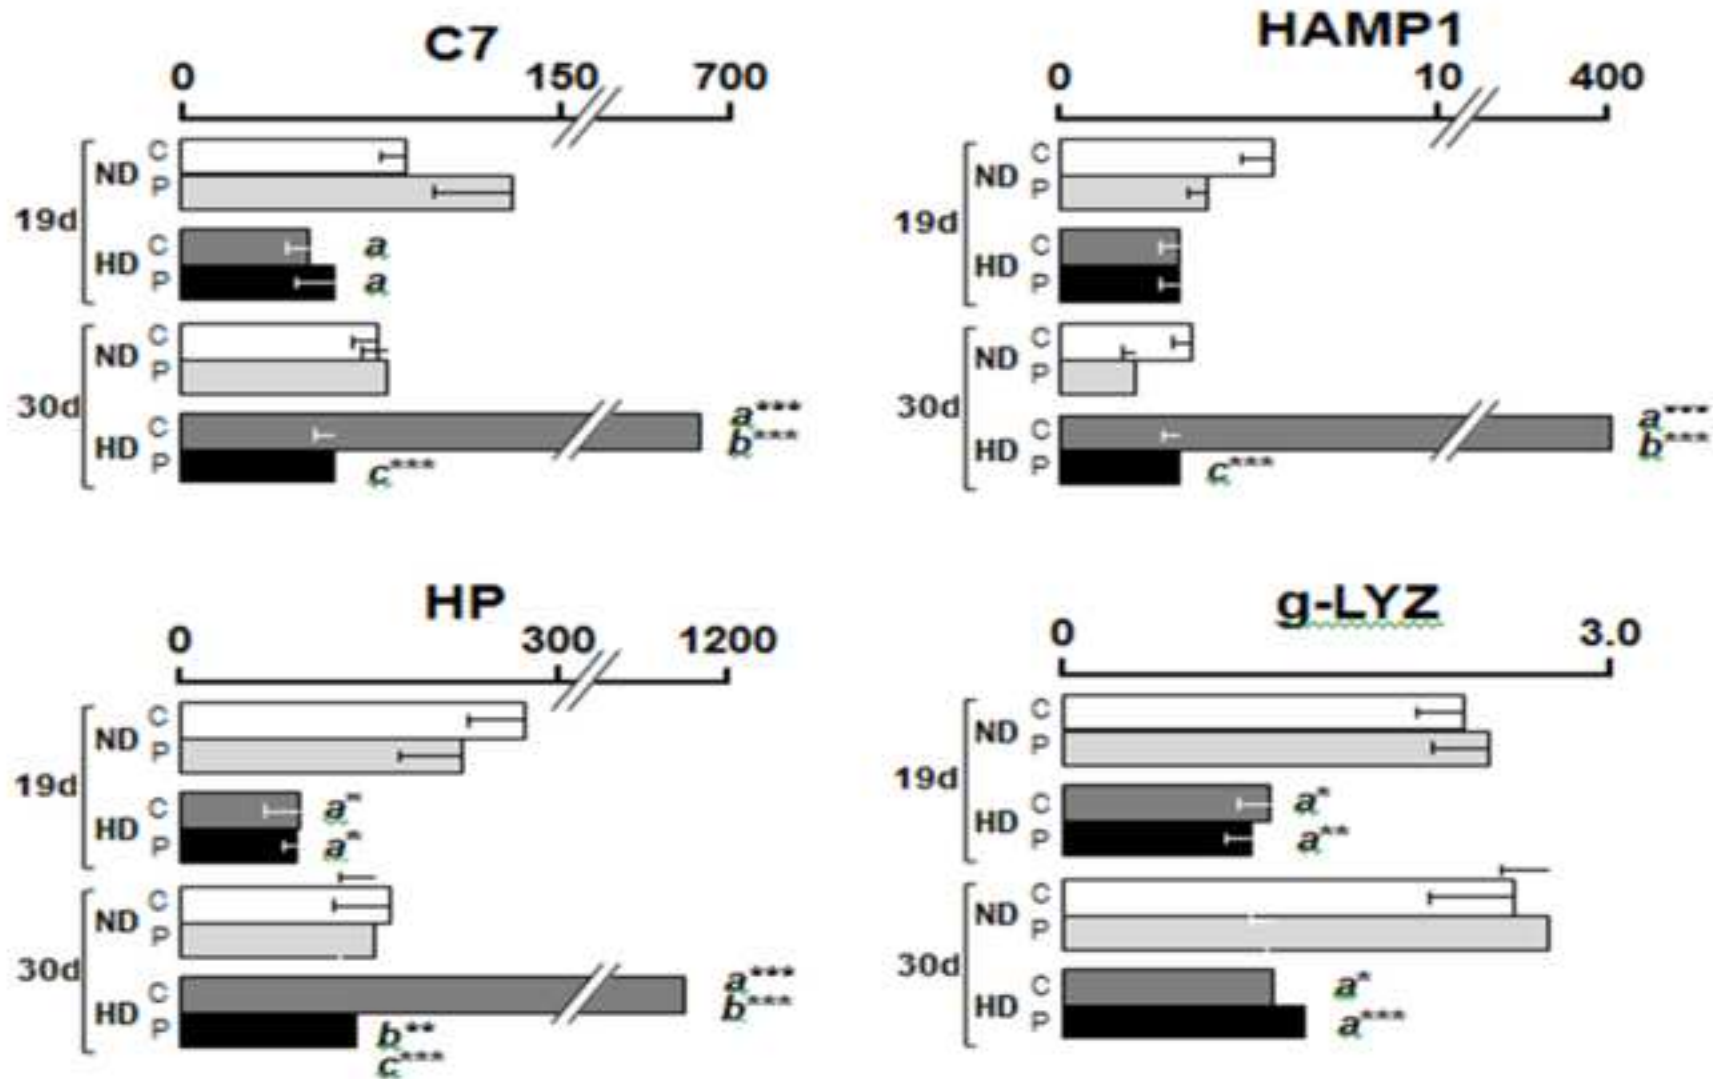 C7
0 150 700
19d
ND C
P
HD C a
P a
30d
ND C
P
HD C a***
b***
P c***
HAMP1
0 10 400
19d
ND C
P
HD C
P
30d
ND C
P
HD C a***
b***
P c***
HP
0 300 1200
19d
ND C
P
HD C a*
P a*
30d
ND C
P
HD C a***
b***
P b**
c***
g-LYZ
0 3.0
19d
ND C
P
HD C a*
P a**
30d
ND C
P
HD C a*
P a***